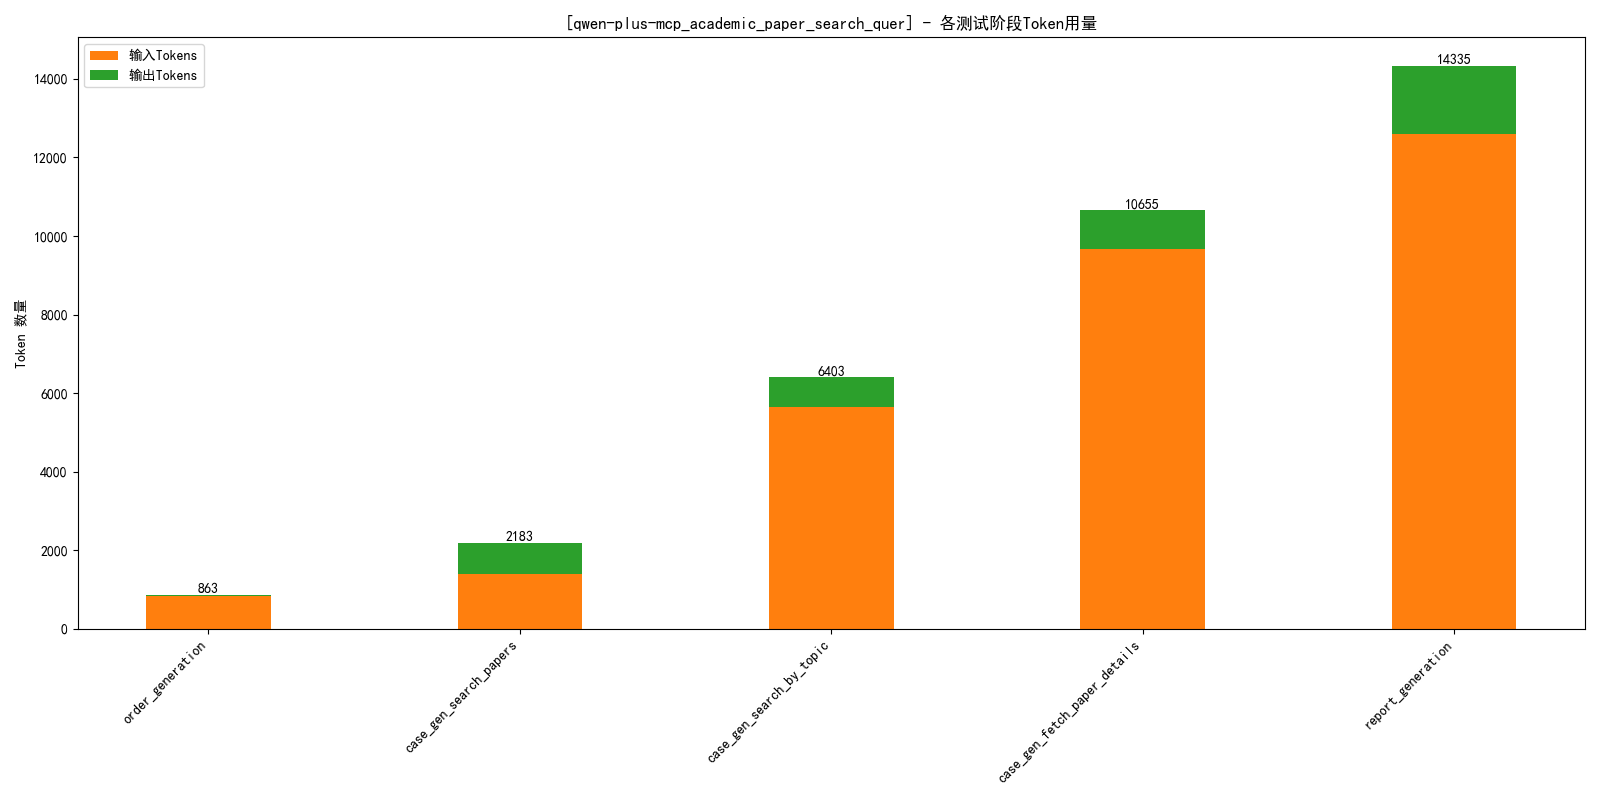 [qwen-plus-mcp_academic_paper_search_quer] - 各测试阶段Token用量
输入Tokens
输出Tokens
Token 数量
14000
12000
10000
8000
6000
4000
2000
0
863
2183
6403
10655
14335
order_generation
case_gen_search_papers
case_gen_search_by_topic
case_gen_fetch_paper_details
report_generation